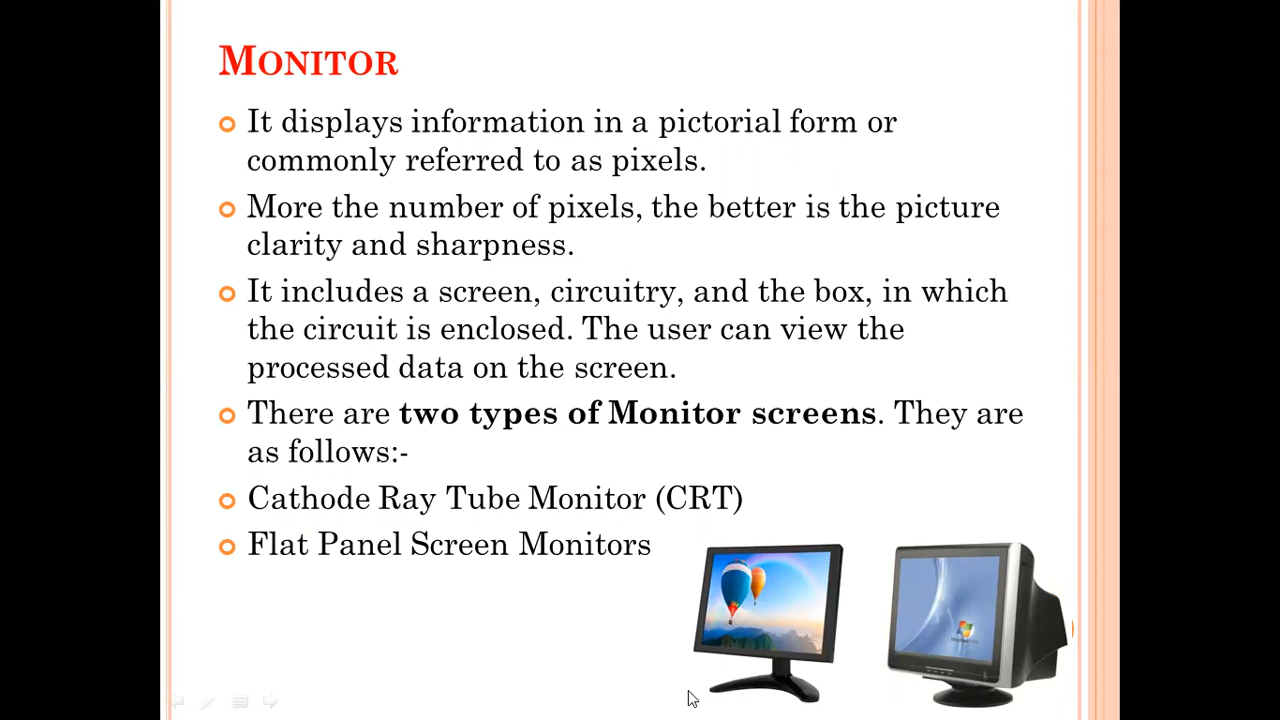 MONITOR
It displays information in a pictorial form or
commonly referred to as pixels.
More the number of pixels, the better is the picture
clarity and sharpness.
It includes a screen, circuitry, and the box, in which
the circuit is enclosed. The user can view the
processed data on the screen.
There are two types of Monitor screens. They are
as follows:-
Cathode Ray Tube Monitor (CRT)
Flat Panel Screen Monitors